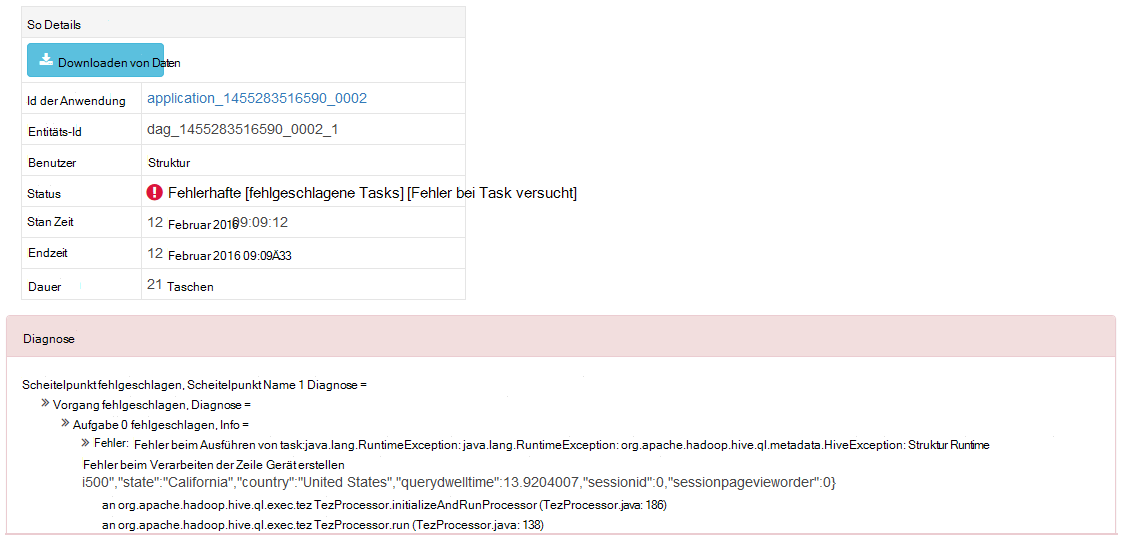 So Details
Downloaden von Daten
Id der Anwendung application_1455283516590_0002
Entitäts-Id dag_1455283516590_0002_1
Benutzer Struktur
Status Fehlerhafte [fehlgeschlagene Tasks] [Fehler bei Task versucht]
Stan Zeit 12 Februar 2016 09:09:12
Endzeit 12 Februar 2016 09:09Ä33
Dauer 21 Taschen
Diagnose
Scheitelpunkt fehlgeschlagen, Scheitelpunkt Name 1 Diagnose =
Vorgang fehlgeschlagen, Diagnose =
Aufgabe 0 fehlgeschlagen, Info =
Fehler: Fehler beim Ausführen von task:java.lang.RuntimeException: java.lang.RuntimeException: org.apache.hadoop.hive.ql.metadata.HiveException: Struktur Runtime
Fehler beim Verarbeiten der Zeile Gerät erstellen
i500","state":"California","country":"United States","querydwelltime":13.9204007,"sessionid":0,"sessionpagevieworder":0}
an org.apache.hadoop.hive.ql.exec.tez TezProcessor.initializeAndRunProcessor (TezProcessor.java: 186)
an org.apache.hadoop.hive.ql.exec.tez TezProcessor.run (TezProcessor.java: 138)